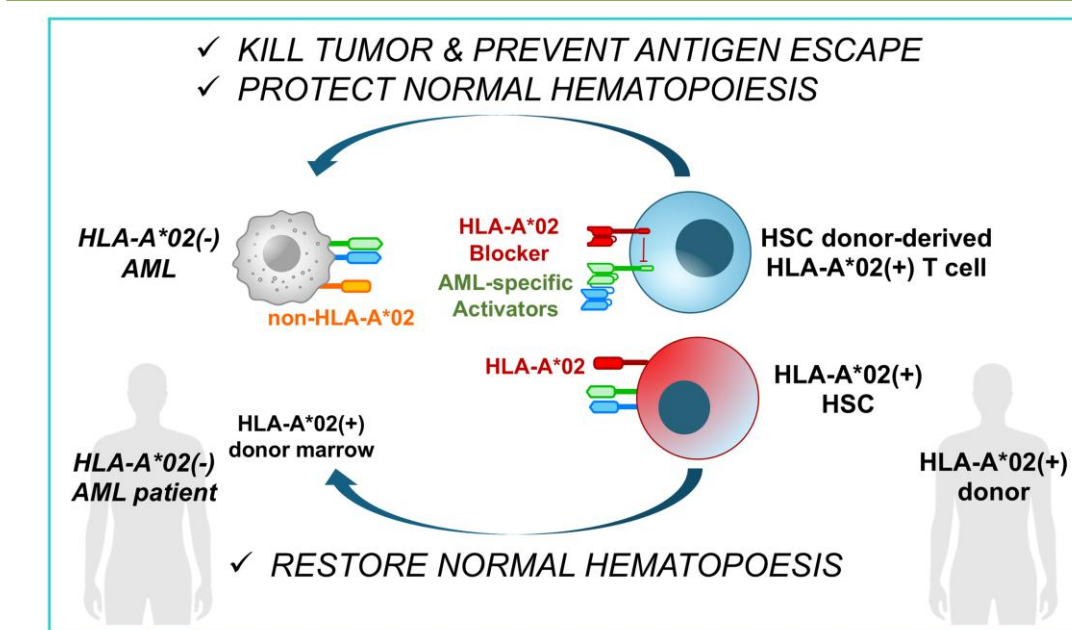 ✓ KILL TUMOR & PREVENT ANTIGEN ESCAPE
✓ PROTECT NORMAL HEMATOPOIESIS
HLA-A*02(-)
AML
non-HLA-A*02
HLA-A*02
Blocker
AML-specific
Activators
HSC donor-derived
HLA-A*02(+) T cell
HLA-A*02
HLA-A*02(+)
HSC
HLA-A*02(+)
donor marrow
HLA-A*02(-)
AML patient
HLA-A*02(+)
donor
✓ RESTORE NORMAL HEMATOPOESIS